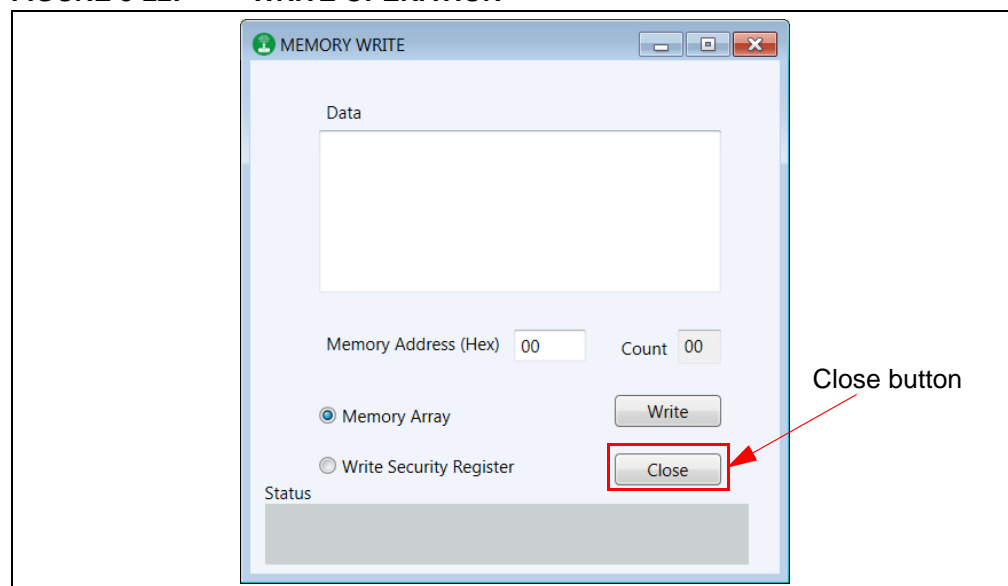 MEMORY WRITE
Data
Memory Address (Hex) 00 Count 00
Close button
Memory Array Write
Write Security Register Close
Status